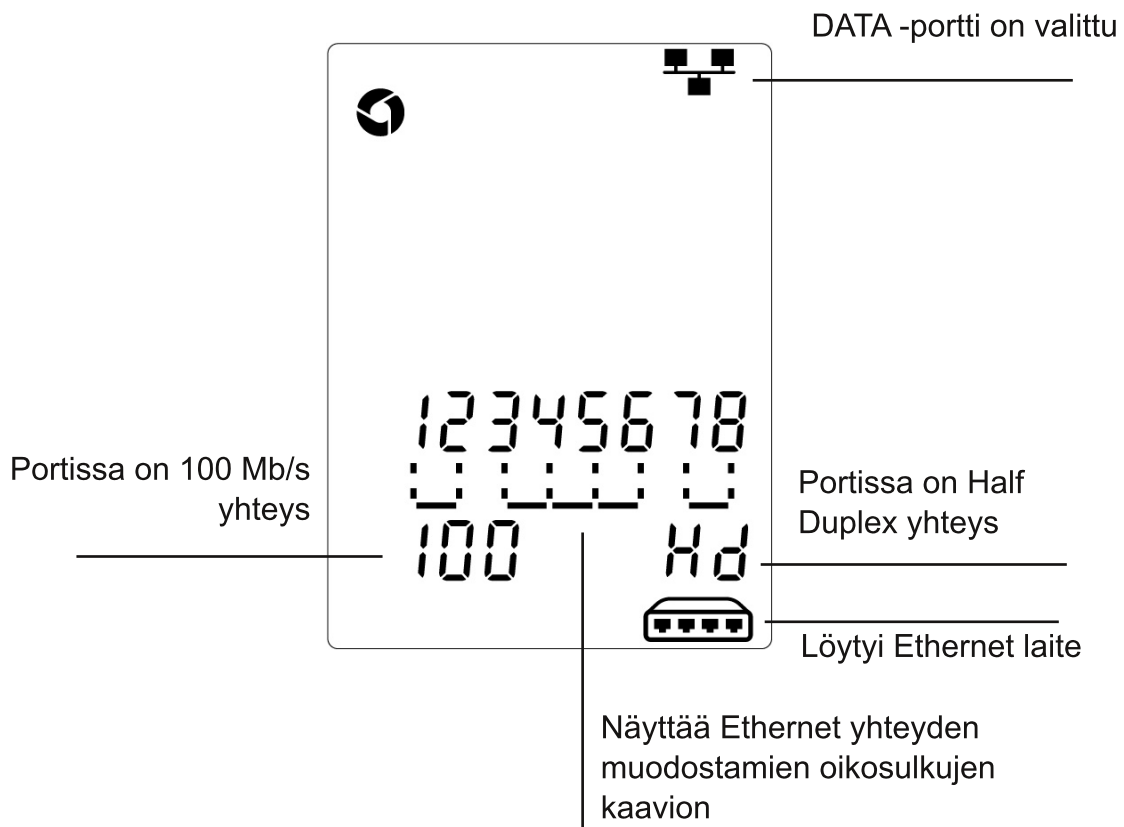 DATA -portti on valittu
12345678
Portissa on 100 Mb/s
yhteys
100
Hd
Portissa on Half
Duplex yhteys
Löytyi Ethernet laite
Näyttää Ethernet yhteyden
muodostamien oikosulkujen
kaavion